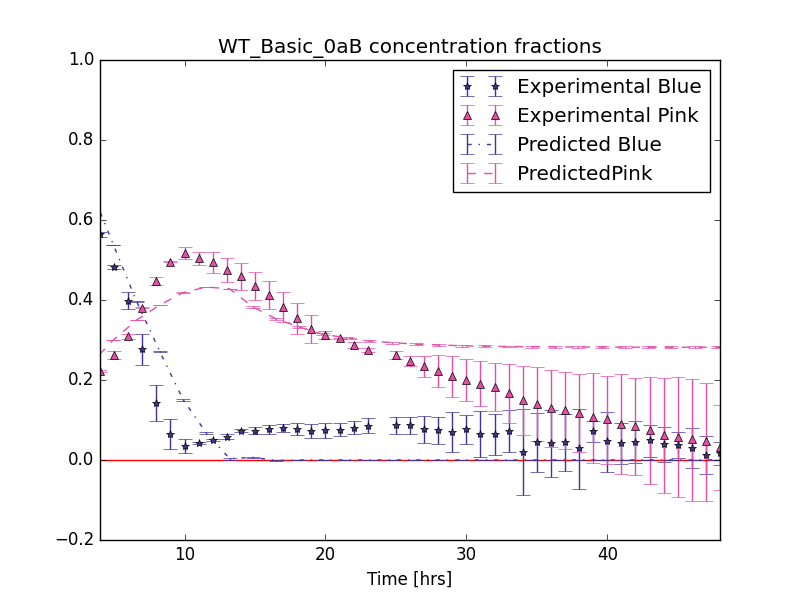 WT_Basic_0aB concentration fractions
Experimental Blue
Experimental Pink
Predicted Blue
PredictedPink
1.0
0.8
0.6
0.4
0.2
0.0
−0.2
10 20 30 40
Time [hrs]